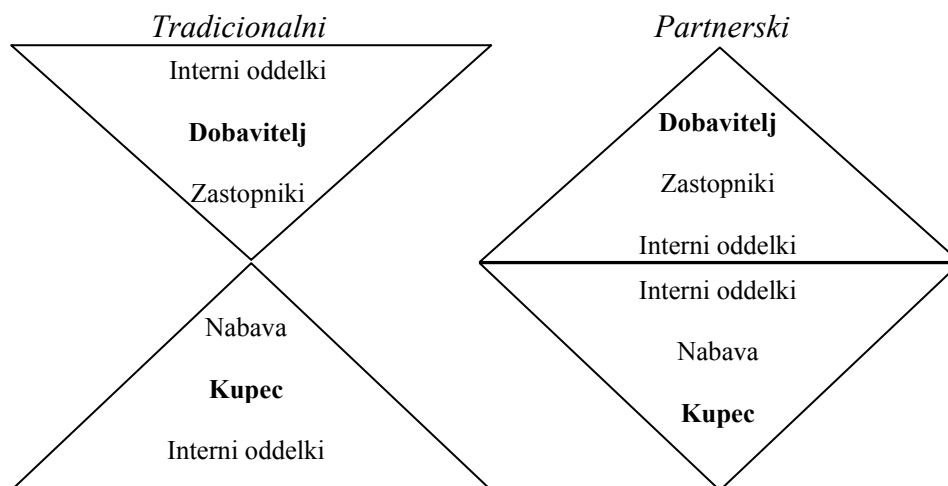 Tradicionalni
Interni oddelki
Dobavitelj
Zastopniki
Nabava
Kupec
Interni oddelki
Partnerski
Dobavitelj
Zastopniki
Interni oddelki
Interni oddelki
Nabava
Kupec